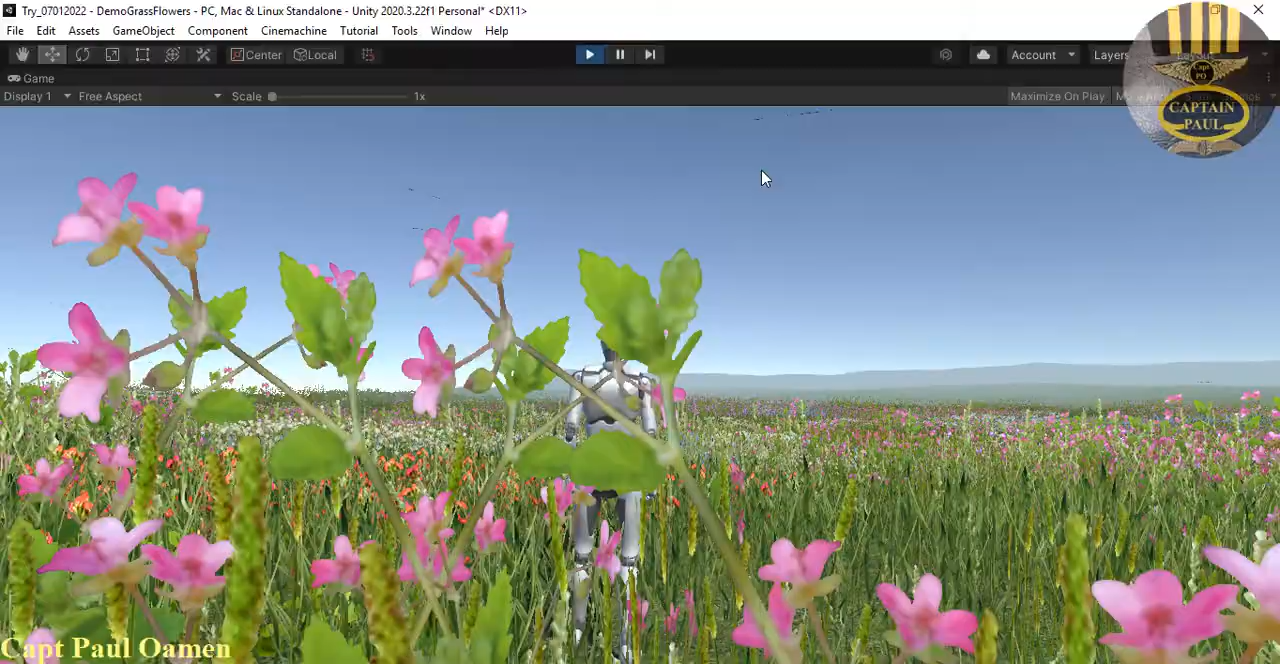 Try_07012022 - DemoGrassFlowers - PC, Mac & Linux Standalone - Unity 2020.3.22f1 Personal* <DX11>
File Edit Assets GameObject Component Cinemachine Tutorial Tools Window Help
Center Local Account Layers
Game
Display 1 Free Aspect Scale 1x Maximize On Play
Capt
PO
CAPTAIN
PAUL
Capt Paul Oamen